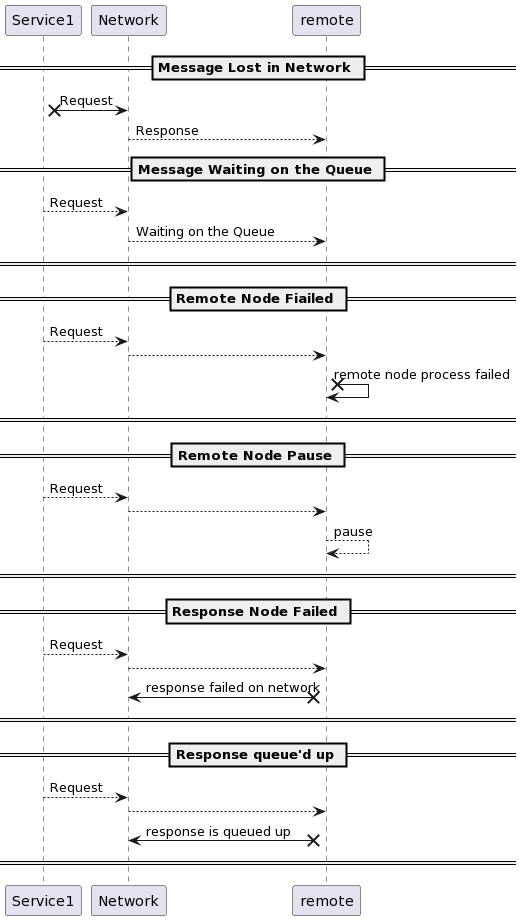 Service1 Network remote
Message Lost in Network
Request
Response
Message Waiting on the Queue
Request
Waiting on the Queue
Remote Node Fiailed
Request
remote node process failed
Remote Node Pause
Request
pause
Response Node Failed
Request
response failed on network
Response queue'd up
Request
response is queued up
Service1 Network remote